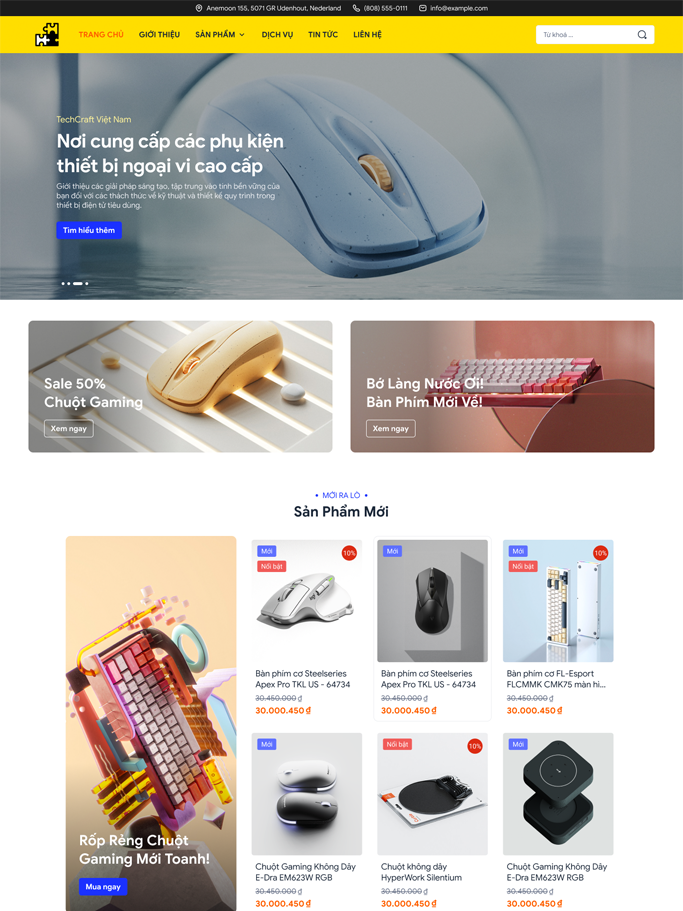 Anemoon 155, 5071 GR Udenhout, Nederland
(808) 555-0111
info@example.com
TRANG CHỦ
GIỚI THIỆU
SẢN PHẨM
DỊCH VỤ
TIN TỨC
LIÊN HỆ
Từ khoá ...
TechCraft Việt Nam
Nơi cung cấp các phụ kiện
thiết bị ngoại vi cao cấp
Giới thiệu các giải pháp sáng tạo, tập trung vào tính bền vững của
bạn đối với các thách thức về kỹ thuật và thiết kế quy trình trong
thiết bị điện tử tiêu dùng.
Tìm hiểu thêm
Sale 50%
Chuột Gaming
Xem ngay
Bớ Làng Nước Ơi!
Bàn Phím Mới Về!
Xem ngay
MỚI RA LÒ
Sản Phẩm Mới
Rốp Rẻng Chuột
Gaming Mới Toanh!
Mua ngay
Mới
10%
Nổi bật
Bàn phím cơ Steelseries
Apex Pro TKL US - 64734
30.450.000 ₫
30.000.450 ₫
Mới
Bàn phím cơ Steelseries
Apex Pro TKL US - 64734
30.450.000 ₫
30.000.450 ₫
Mới
10%
Nổi bật
Bàn phím cơ FL-Esport
FLCMMK CMK75 màn hì...
30.450.000 ₫
30.000.450 ₫
Mới
Chuột Gaming Không Dây
E-Dra EM623W RGB
30.450.000 ₫
30.000.450 ₫
Nổi bật
10%
Chuột không dây
HyperWork Silentium
30.450.000 ₫
30.000.450 ₫
Mới
Chuột Gaming Không Dây
E-Dra EM623W RGB
30.450.000 ₫
30.000.450 ₫